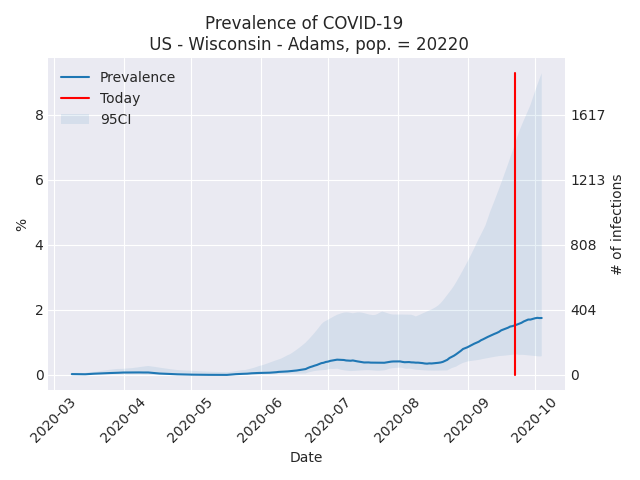 Prevalence of COVID-19
US - Wisconsin - Adams, pop. = 20220
Prevalence
Today
95CI
8
6
4
2
0
%
1617
1213
808
404
0
# of infections
2020-03
2020-04
2020-05
2020-06
2020-07
2020-08
2020-09
2020-10
Date